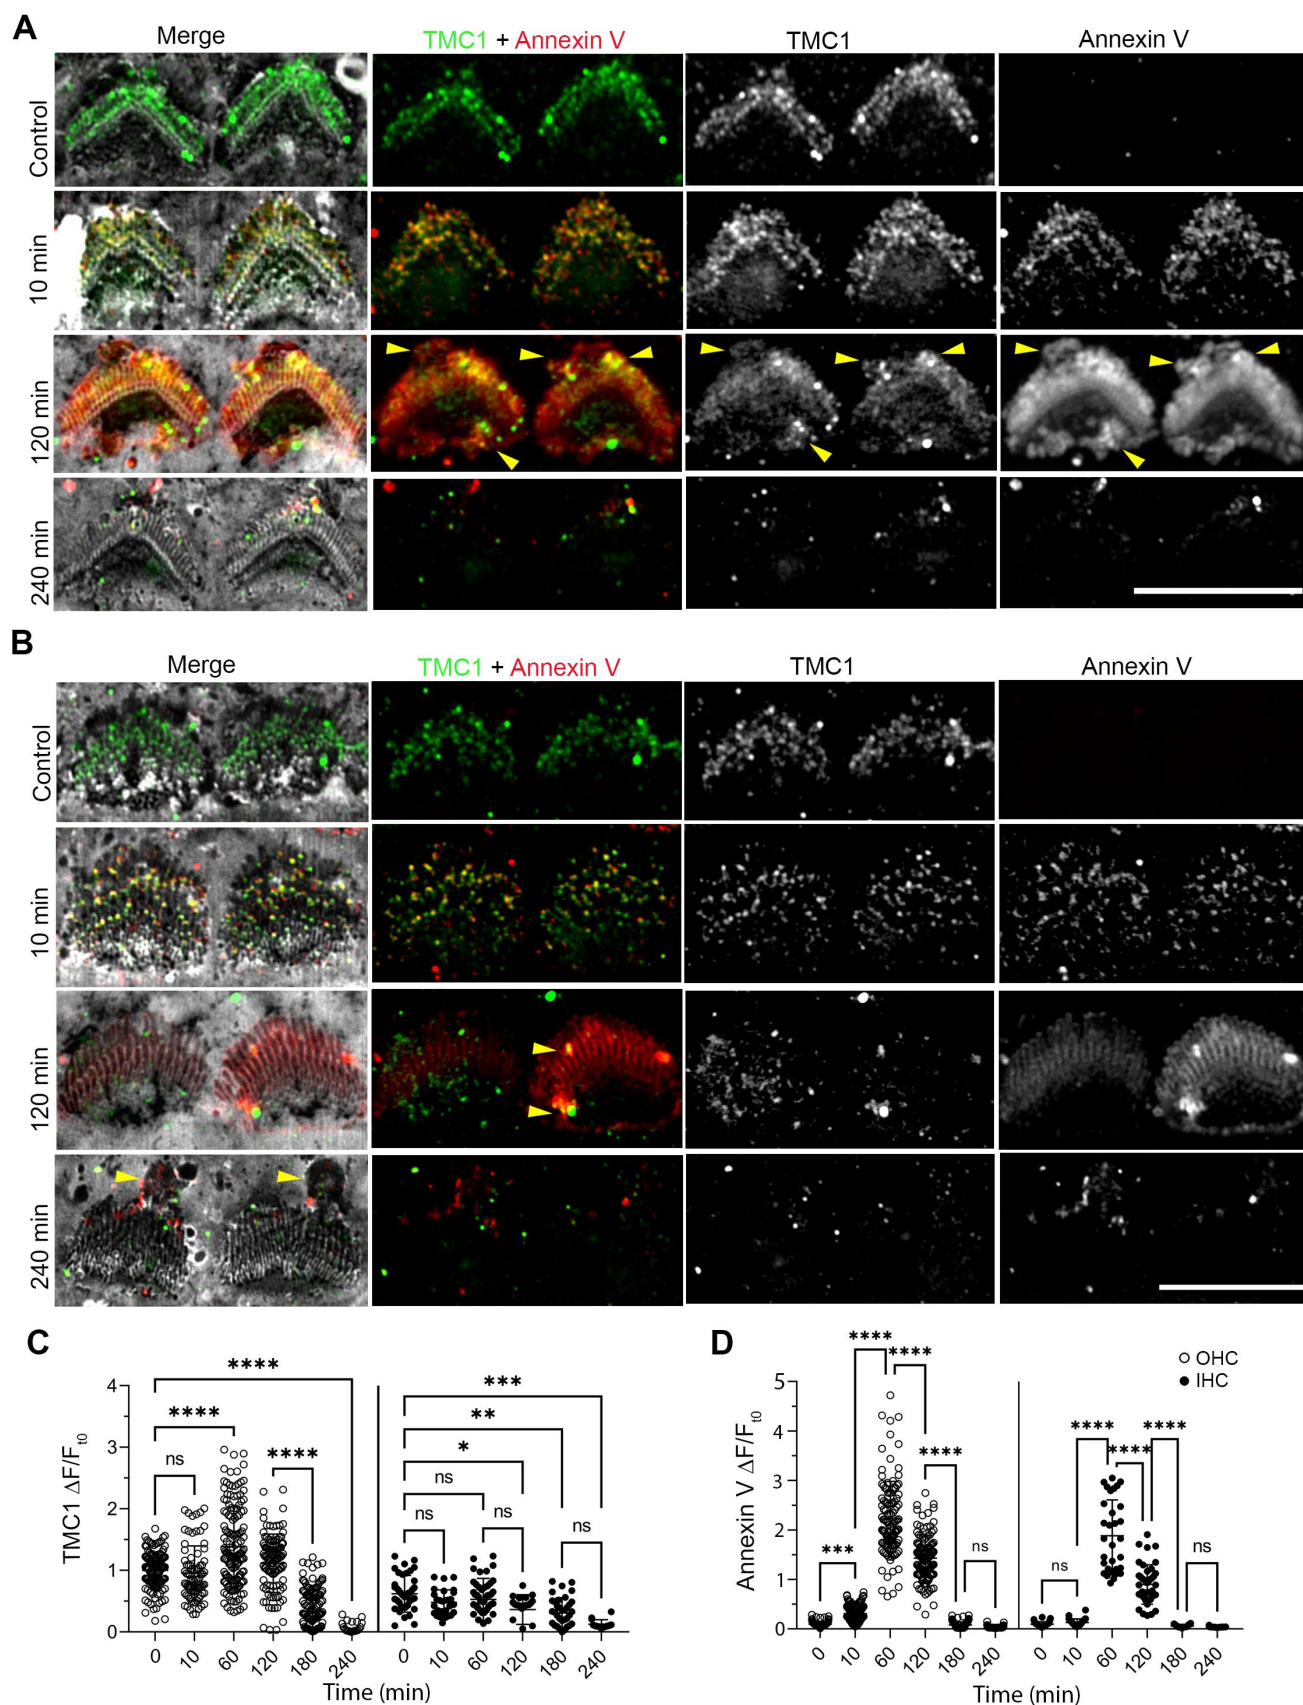 A
Merge
TMC1 + Annexin V
TMC1
Annexin V
Control
10 min
120 min
240 min
B
Merge
TMC1 + Annexin V
TMC1
Annexin V
Control
10 min
120 min
240 min
C
TMC1 ΔF/Ft0
4
3
2
1
0
ns
****
****
****
ns
ns
*
**
***
ns
ns
0 10 60 120 180 240
0 10 60 120 180 240
Time (min)
D
Annexin V ΔF/Ft0
5
4
3
2
1
0
***
****
****
****
ns
ns
****
****
****
ns
OHC
IHC
0 10 60 120 180 240
0 10 60 120 180 240
Time (min)